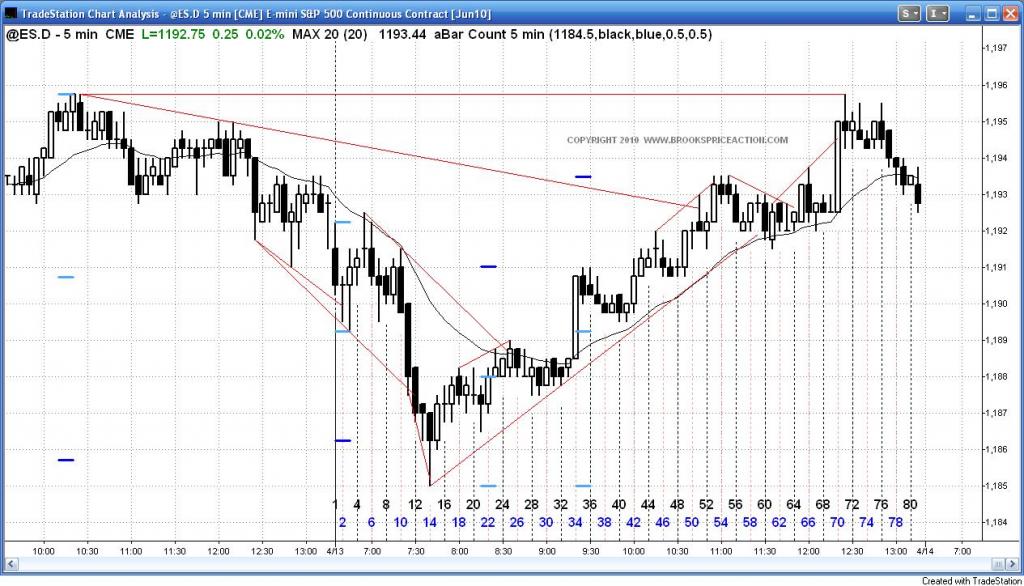 TradeStation Chart Analysis - @ES.D 5 min [CME] E-mini S&P 500 Continuous Contract [Jun10]
S
I
@ES.D - 5 min CME L=1192.75 0.25 0.02% MAX 20 (20) 1193.44 aBar Count 5 min (1184.5,black,blue,0.5,0.5)
1,197
1,196
1,195
COPYRIGHT 2010 WWW.BROOKSPRICEACTION.COM
1,194
1,193
1,192
1,191
1,190
1,189
1,188
1,187
1,186
1,185
1 4 8 12 16 20 24 28 32 36 40 44 48 52 56 60 64 68 72 76 80
2 6 10 14 18 22 26 30 34 38 42 46 50 54 58 62 66 70 74 78
1,184
10:00 10:30 11:00 11:30 12:00 12:30 13:00 4/13 7:00 7:30 8:00 8:30 9:00 9:30 10:00 10:30 11:00 11:30 12:00 12:30 13:00 4/14 7:00
Created with TradeStation